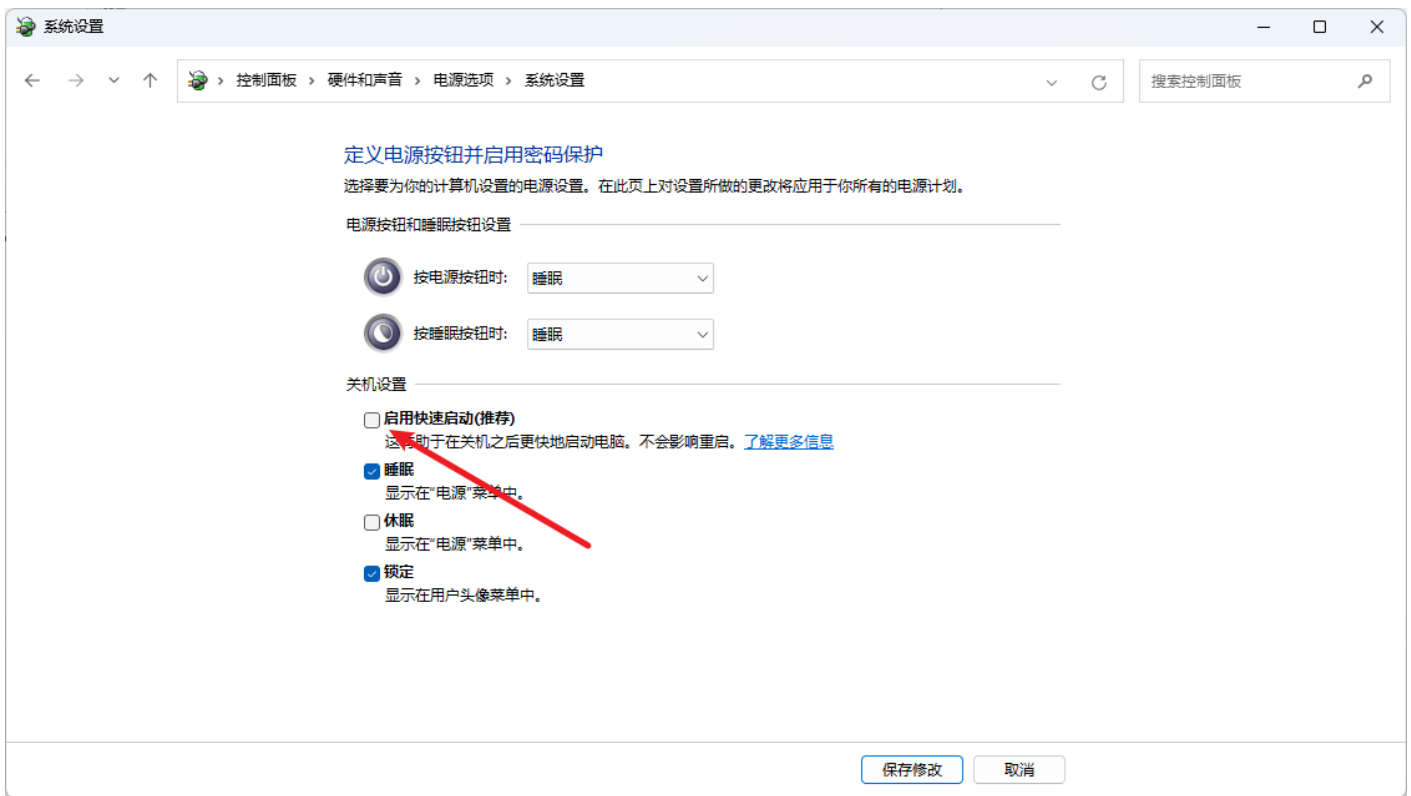 系统设置
控制面板 › 硬件和声音 › 电源选项 › 系统设置
搜索控制面板
定义电源按钮并启用密码保护
选择要为你的计算机设置的电源设置。在此页上对设置所做的更改将应用于你所有的电源计划。
电源按钮和睡眠按钮设置
按电源按钮时: 睡眠
按睡眠按钮时: 睡眠
关机设置
启用快速启动(推荐)
这有助于在关机之后更快地启动电脑。不会影响重启。了解更多信息
睡眠
显示在"电源"菜单中。
休眠
显示在"电源"菜单中。
锁定
显示在用户头像菜单中。
保存修改 取消